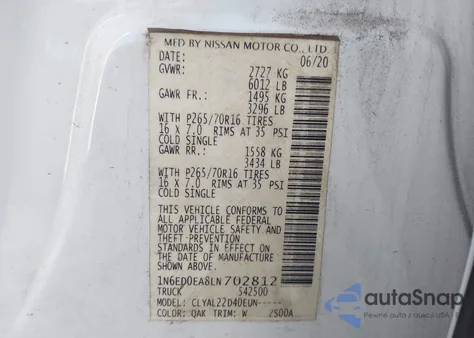 MFD BY NISSAN MOTOR CO., LTD
DATE: 06/20
GVWR: 2727 KG
6012 LB
GAWR FR.: 1495 KG
3296 LB
WITH P265/70R16 TIRES
16 X 7.0 RIMS AT 35 PSI
COLD SINGLE
GAWR RR.: 1558 KG
3434 LB
WITH P265/70R16 TIRES
16 X 7.0 RIMS AT 35 PSI
COLD SINGLE
THIS VEHICLE CONFORMS TO
ALL APPLICABLE FEDERAL
MOTOR VEHICLE SAFETY AND
THEFT-PREVENTION
STANDARDS IN EFFECT ON
THE DATE OF MANUFACTURE
SHOWN ABOVE.
1N6ED0EA8LN702812
TRUCK 542500
MODEL: CLYAL22D40EUN-----
COLOR: QAK TRIM: W 2S00A
autoSnap
Pewne auta z USA